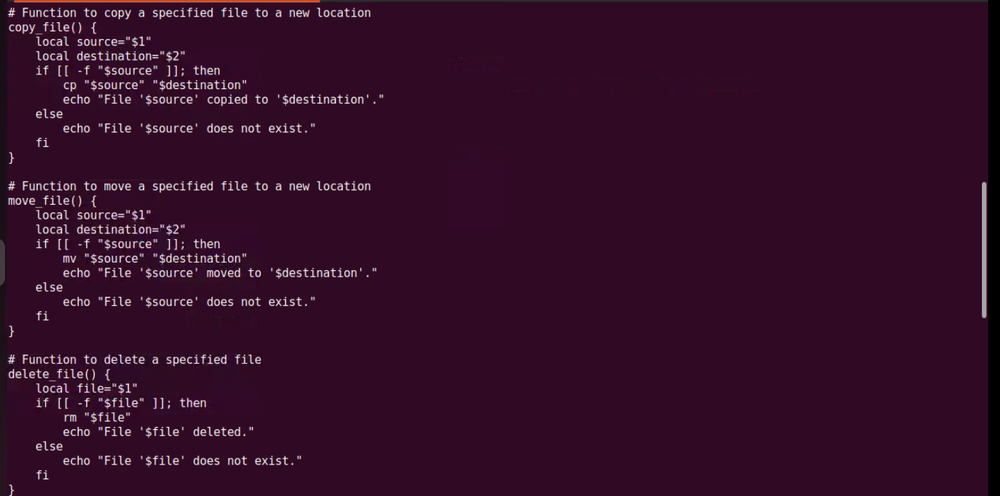 # Function to copy a specified file to a new location
copy_file() {
    local source="$1"
    local destination="$2"
    if [[ -f "$source" ]]; then
        cp "$source" "$destination"
        echo "File '$source' copied to '$destination'."
    else
        echo "File '$source' does not exist."
    fi
}

# Function to move a specified file to a new location
move_file() {
    local source="$1"
    local destination="$2"
    if [[ -f "$source" ]]; then
        mv "$source" "$destination"
        echo "File '$source' moved to '$destination'."
    else
        echo "File '$source' does not exist."
    fi
}

# Function to delete a specified file
delete_file() {
    local file="$1"
    if [[ -f "$file" ]]; then
        rm "$file"
        echo "File '$file' deleted."
    else
        echo "File '$file' does not exist."
    fi
}